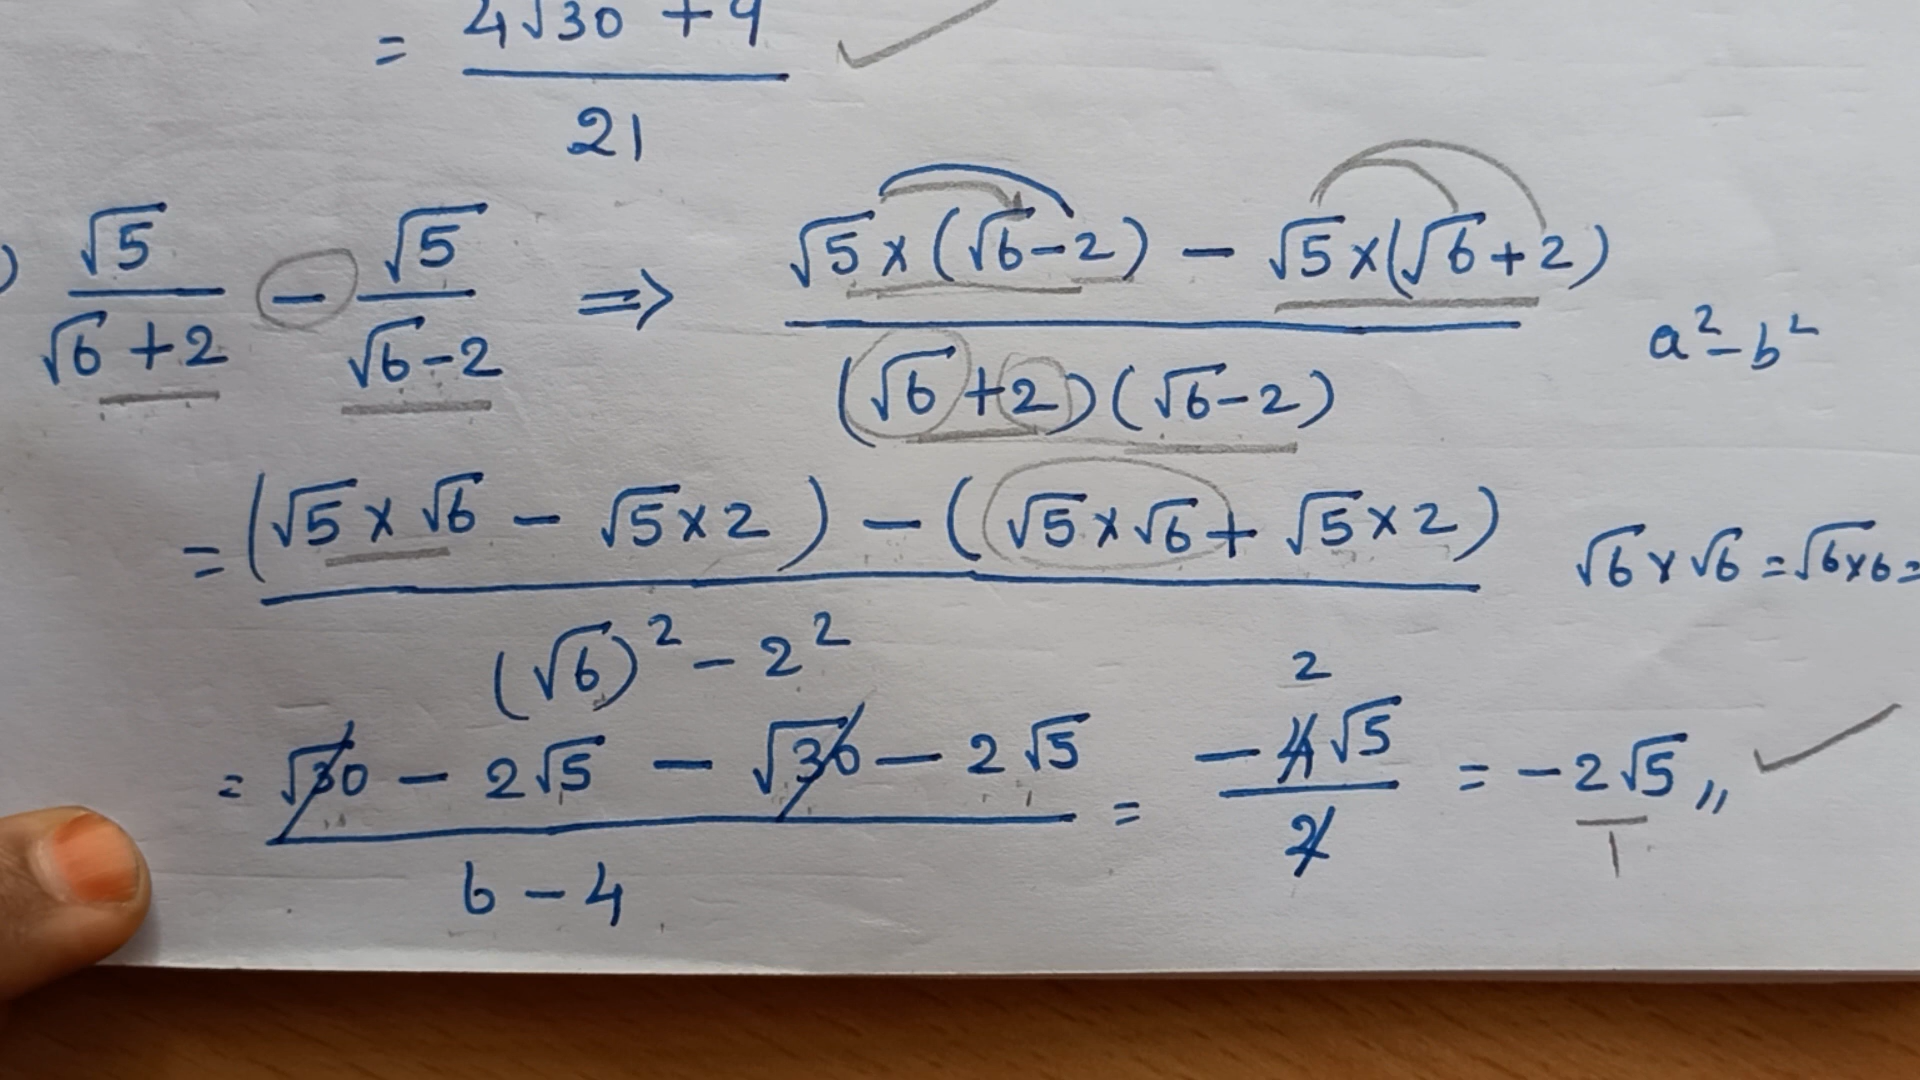 = (4√30 + 9)/21 ✓
) √5/(√6 + 2) − √5/(√6 − 2) ⇒ (√5 × (√6 − 2) − √5 × (√6 + 2))/((√6 + 2)(√6 − 2)) a² − b²
= ((√5 × √6 − √5 × 2) − (√5 × √6 + √5 × 2))/((√6)² − 2²) √6 × √6 = √6×6 =
= (√30 − 2√5 − √30 − 2√5)/(6 − 4) = −4√5/2 2 = −2√5/1 ,, ✓